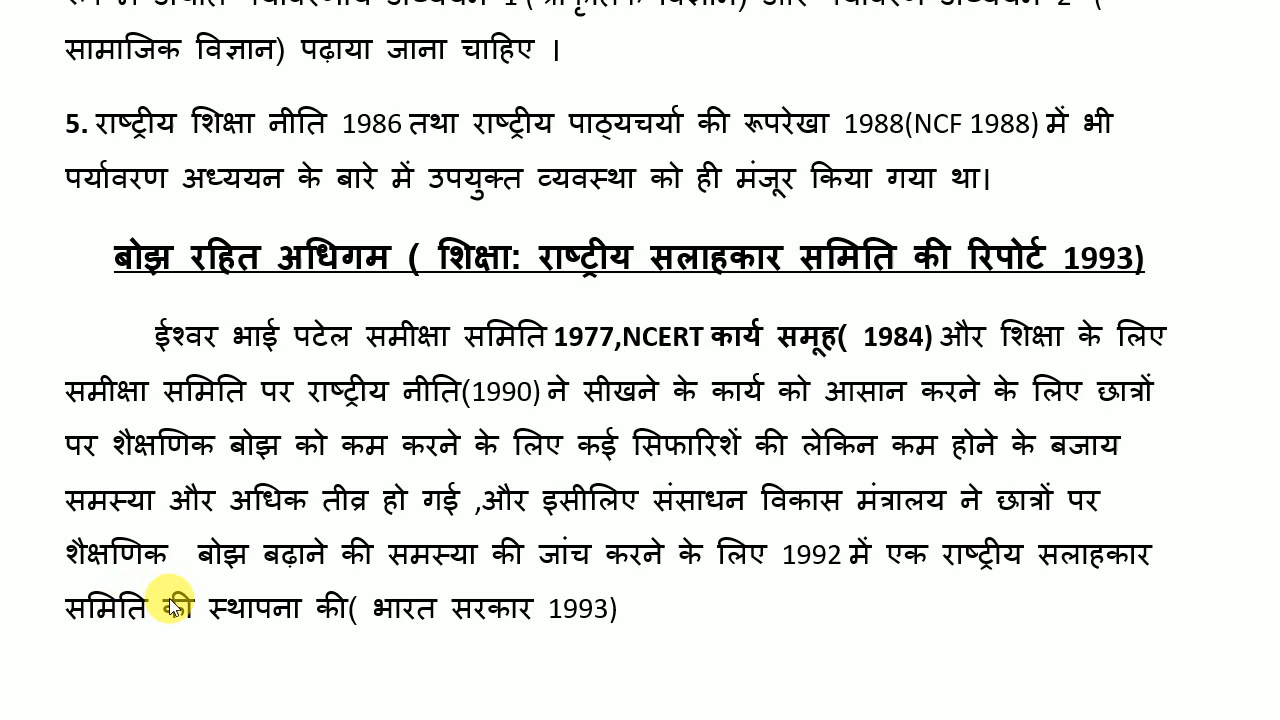 सामाजिक विज्ञान) पढ़ाया जाना चाहिए ।
5. राष्ट्रीय शिक्षा नीति 1986 तथा राष्ट्रीय पाठ्यचर्या की रूपरेखा 1988(NCF 1988) में भी
पर्यावरण अध्ययन के बारे में उपयुक्त व्यवस्था को ही मंजूर किया गया था।
बोझ रहित अधिगम ( शिक्षा: राष्ट्रीय सलाहकार समिति की रिपोर्ट 1993)
ईश्वर भाई पटेल समीक्षा समिति 1977,NCERT कार्य समूह( 1984) और शिक्षा के लिए
समीक्षा समिति पर राष्ट्रीय नीति(1990) ने सीखने के कार्य को आसान करने के लिए छात्रों
पर शैक्षणिक बोझ को कम करने के लिए कई सिफारिशें की लेकिन कम होने के बजाय
समस्या और अधिक तीव्र हो गई ,और इसीलिए संसाधन विकास मंत्रालय ने छात्रों पर
शैक्षणिक बोझ बढ़ाने की समस्या की जांच करने के लिए 1992 में एक राष्ट्रीय सलाहकार
समिति की स्थापना की( भारत सरकार 1993)